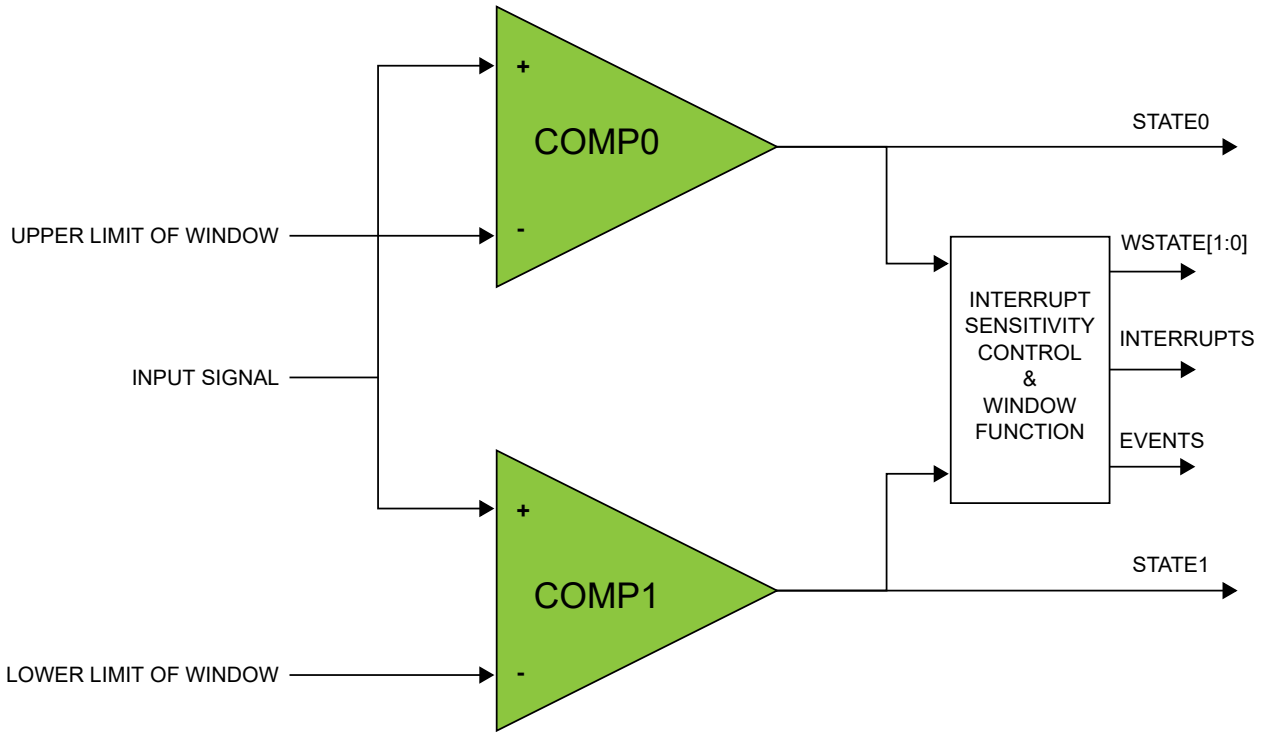 +
COMP0
-
STATE0
UPPER LIMIT OF WINDOW
WSTATE[1:0]
INTERRUPT
SENSITIVITY
CONTROL
&
WINDOW
FUNCTION
INTERRUPTS
EVENTS
INPUT SIGNAL
+
COMP1
-
STATE1
LOWER LIMIT OF WINDOW